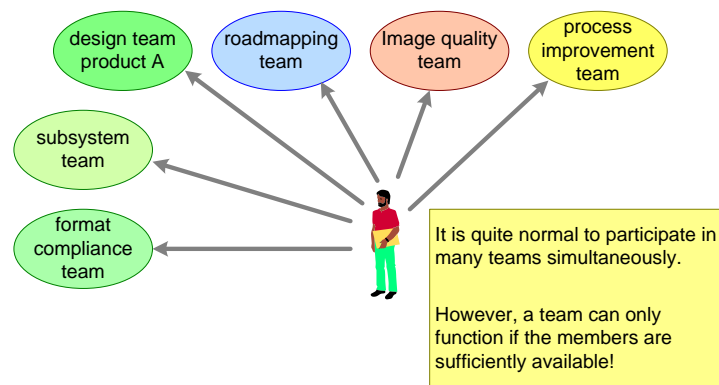 design team
product A
roadmapping
team
Image quality
team
process
improvement
team
subsystem
team
format
compliance
team
It is quite normal to participate in
many teams simultaneously.
However, a team can only
function if the members are
sufficiently available!